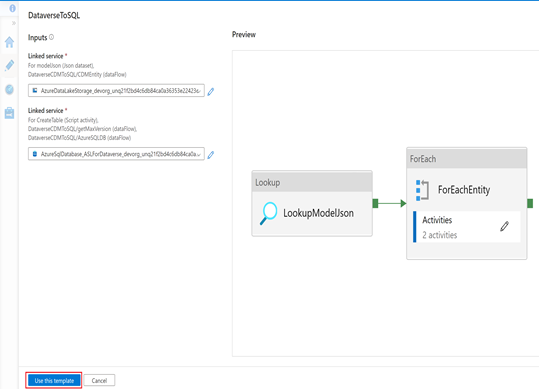 DataverseToSQL
Inputs
Preview
Linked service *
For modelJson (Json dataset),
DataverseCDMToSQL/CDMEntity (dataFlow)
AzureDataLakeStorage_devorg_unq21f2bd4c6db84ca0a36353e22423
Linked service *
For CreateTable (Script activity),
DataverseCDMToSQL/getMaxVersion (dataFlow),
DataverseCDMToSQL/AzureSQLDB (dataFlow)
AzureSqlDatabase_ASLForDataverse_devorg_unq21f2bd4c6db84ca0a
Lookup
LookupModelJson
ForEach
ForEachEntity
Activities
2 activities
Use this template
Cancel